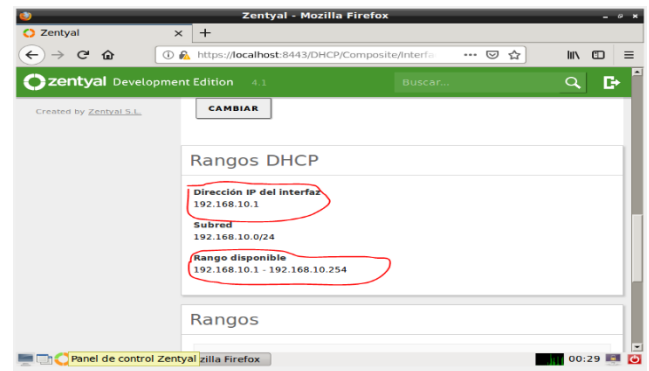 Zentyal - Mozilla Firefox
Zentyal
https://localhost:8443/DHCP/Composite/Interfa
zentyal Development Edition 4.1
Buscar...
Created by Zentyal S.L.
CAMBIAR
Rangos DHCP
Dirección IP del interfaz
192.168.10.1
Subred
192.168.10.0/24
Rango disponible
192.168.10.1 - 192.168.10.254
Rangos
Panel de control Zentyal zilla Firefox
00:29